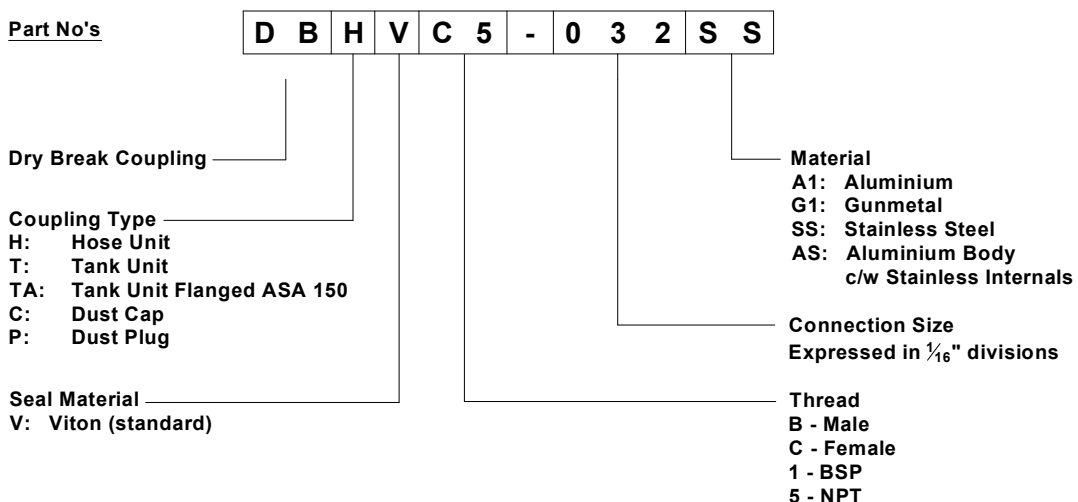 Part No's
D B H V C 5 - 0 3 2 S S
Dry Break Coupling
Coupling Type
H: Hose Unit
T: Tank Unit
TA: Tank Unit Flanged ASA 150
C: Dust Cap
P: Dust Plug
Seal Material
V: Viton (standard)
Material
A1: Aluminium
G1: Gunmetal
SS: Stainless Steel
AS: Aluminium Body
c/w Stainless Internals
Connection Size
Expressed in 1⁄16" divisions
Thread
B - Male
C - Female
1 - BSP
5 - NPT